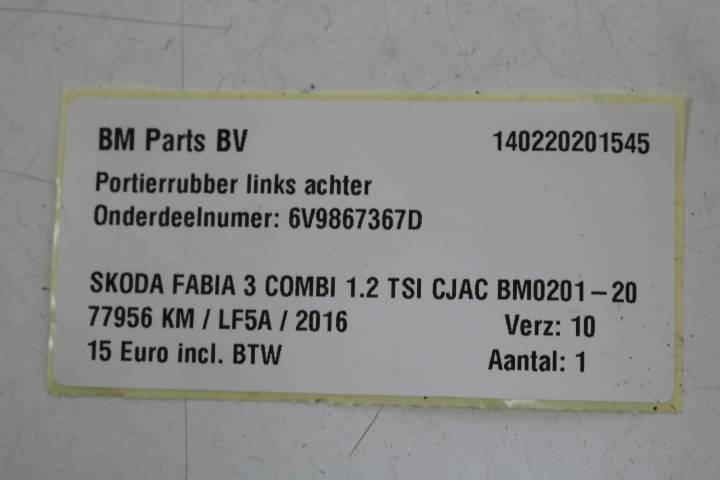 BM Parts BV 140220201545
Portierrubber links achter
Onderdeelnumer: 6V9867367D
SKODA FABIA 3 COMBI 1.2 TSI CJAC BM0201-20
77956 KM / LF5A / 2016 Verz: 10
15 Euro incl. BTW Aantal: 1